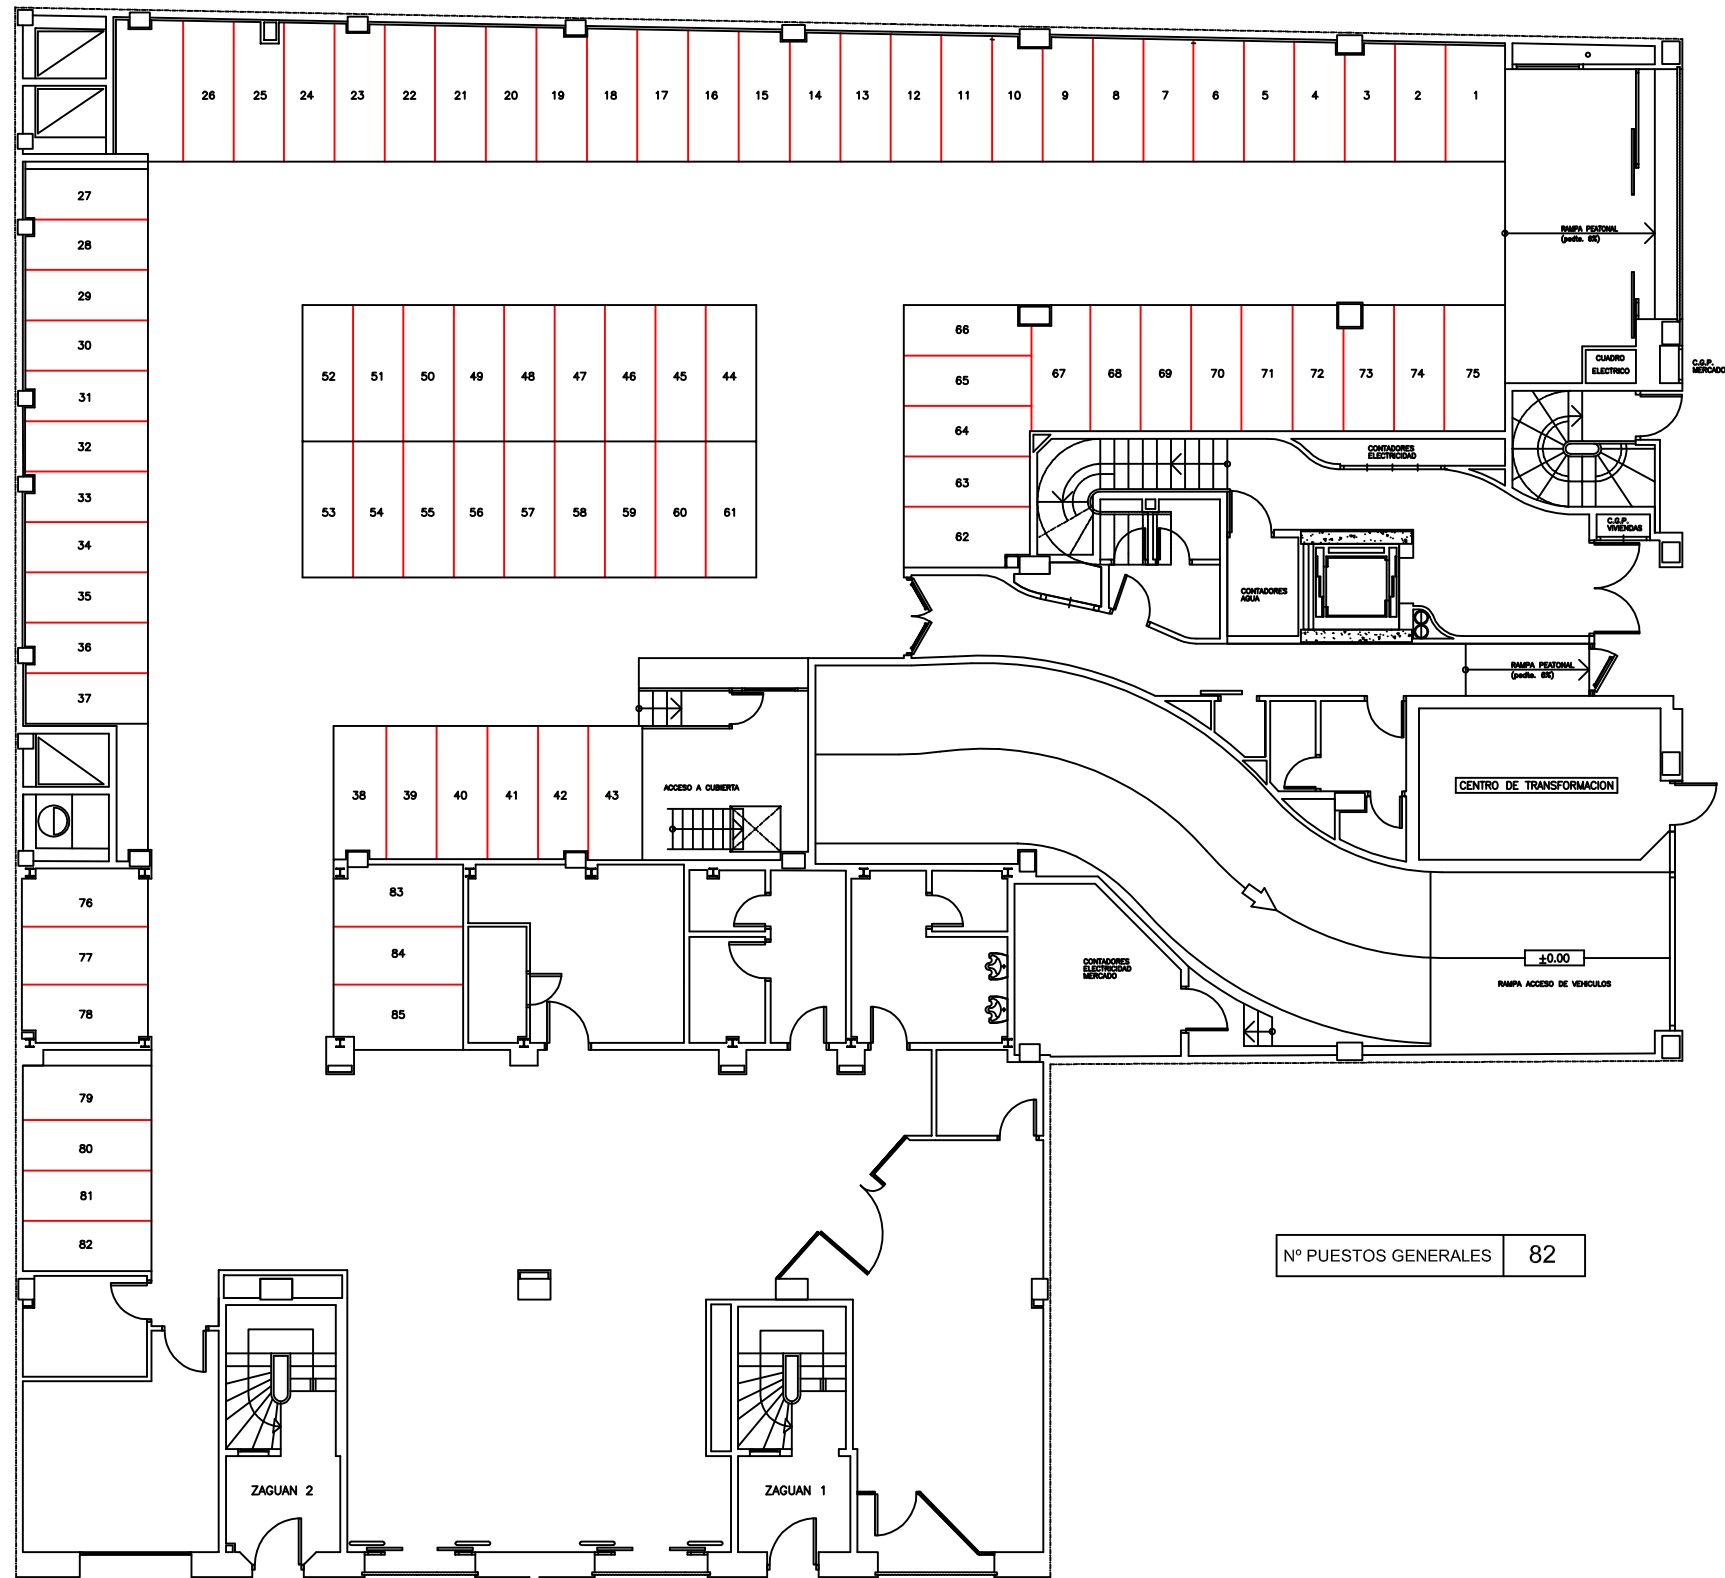 26 25 24 23 22 21 20 19 18 17 16 15 14 13 12 11 10 9 8 7 6 5 4 3 2 1
27
28
29
30
31
32
33
34
35
36
37
RAMPA PEATONAL
(pedte. 6%)
CUADRO
ELECTRICO
C.G.P.
MERCADO
52 51 50 49 48 47 46 45 44
53 54 55 56 57 58 59 60 61
66
65
64
63
62
67 68 69 70 71 72 73 74 75
CONTADORES
ELECTRICIDAD
C.G.P.
VIVIENDAS
CONTADORES
AGUA
RAMPA PEATONAL
(pedte. 6%)
38 39 40 41 42 43
ACCESO A CUBIERTA
CENTRO DE TRANSFORMACION
76
77
78
83
84
85
CONTADORES
ELECTRICIDAD
MERCADO
±0.00
RAMPA ACCESO DE VEHICULOS
79
80
81
82
Nº PUESTOS GENERALES 82
ZAGUAN 2
ZAGUAN 1